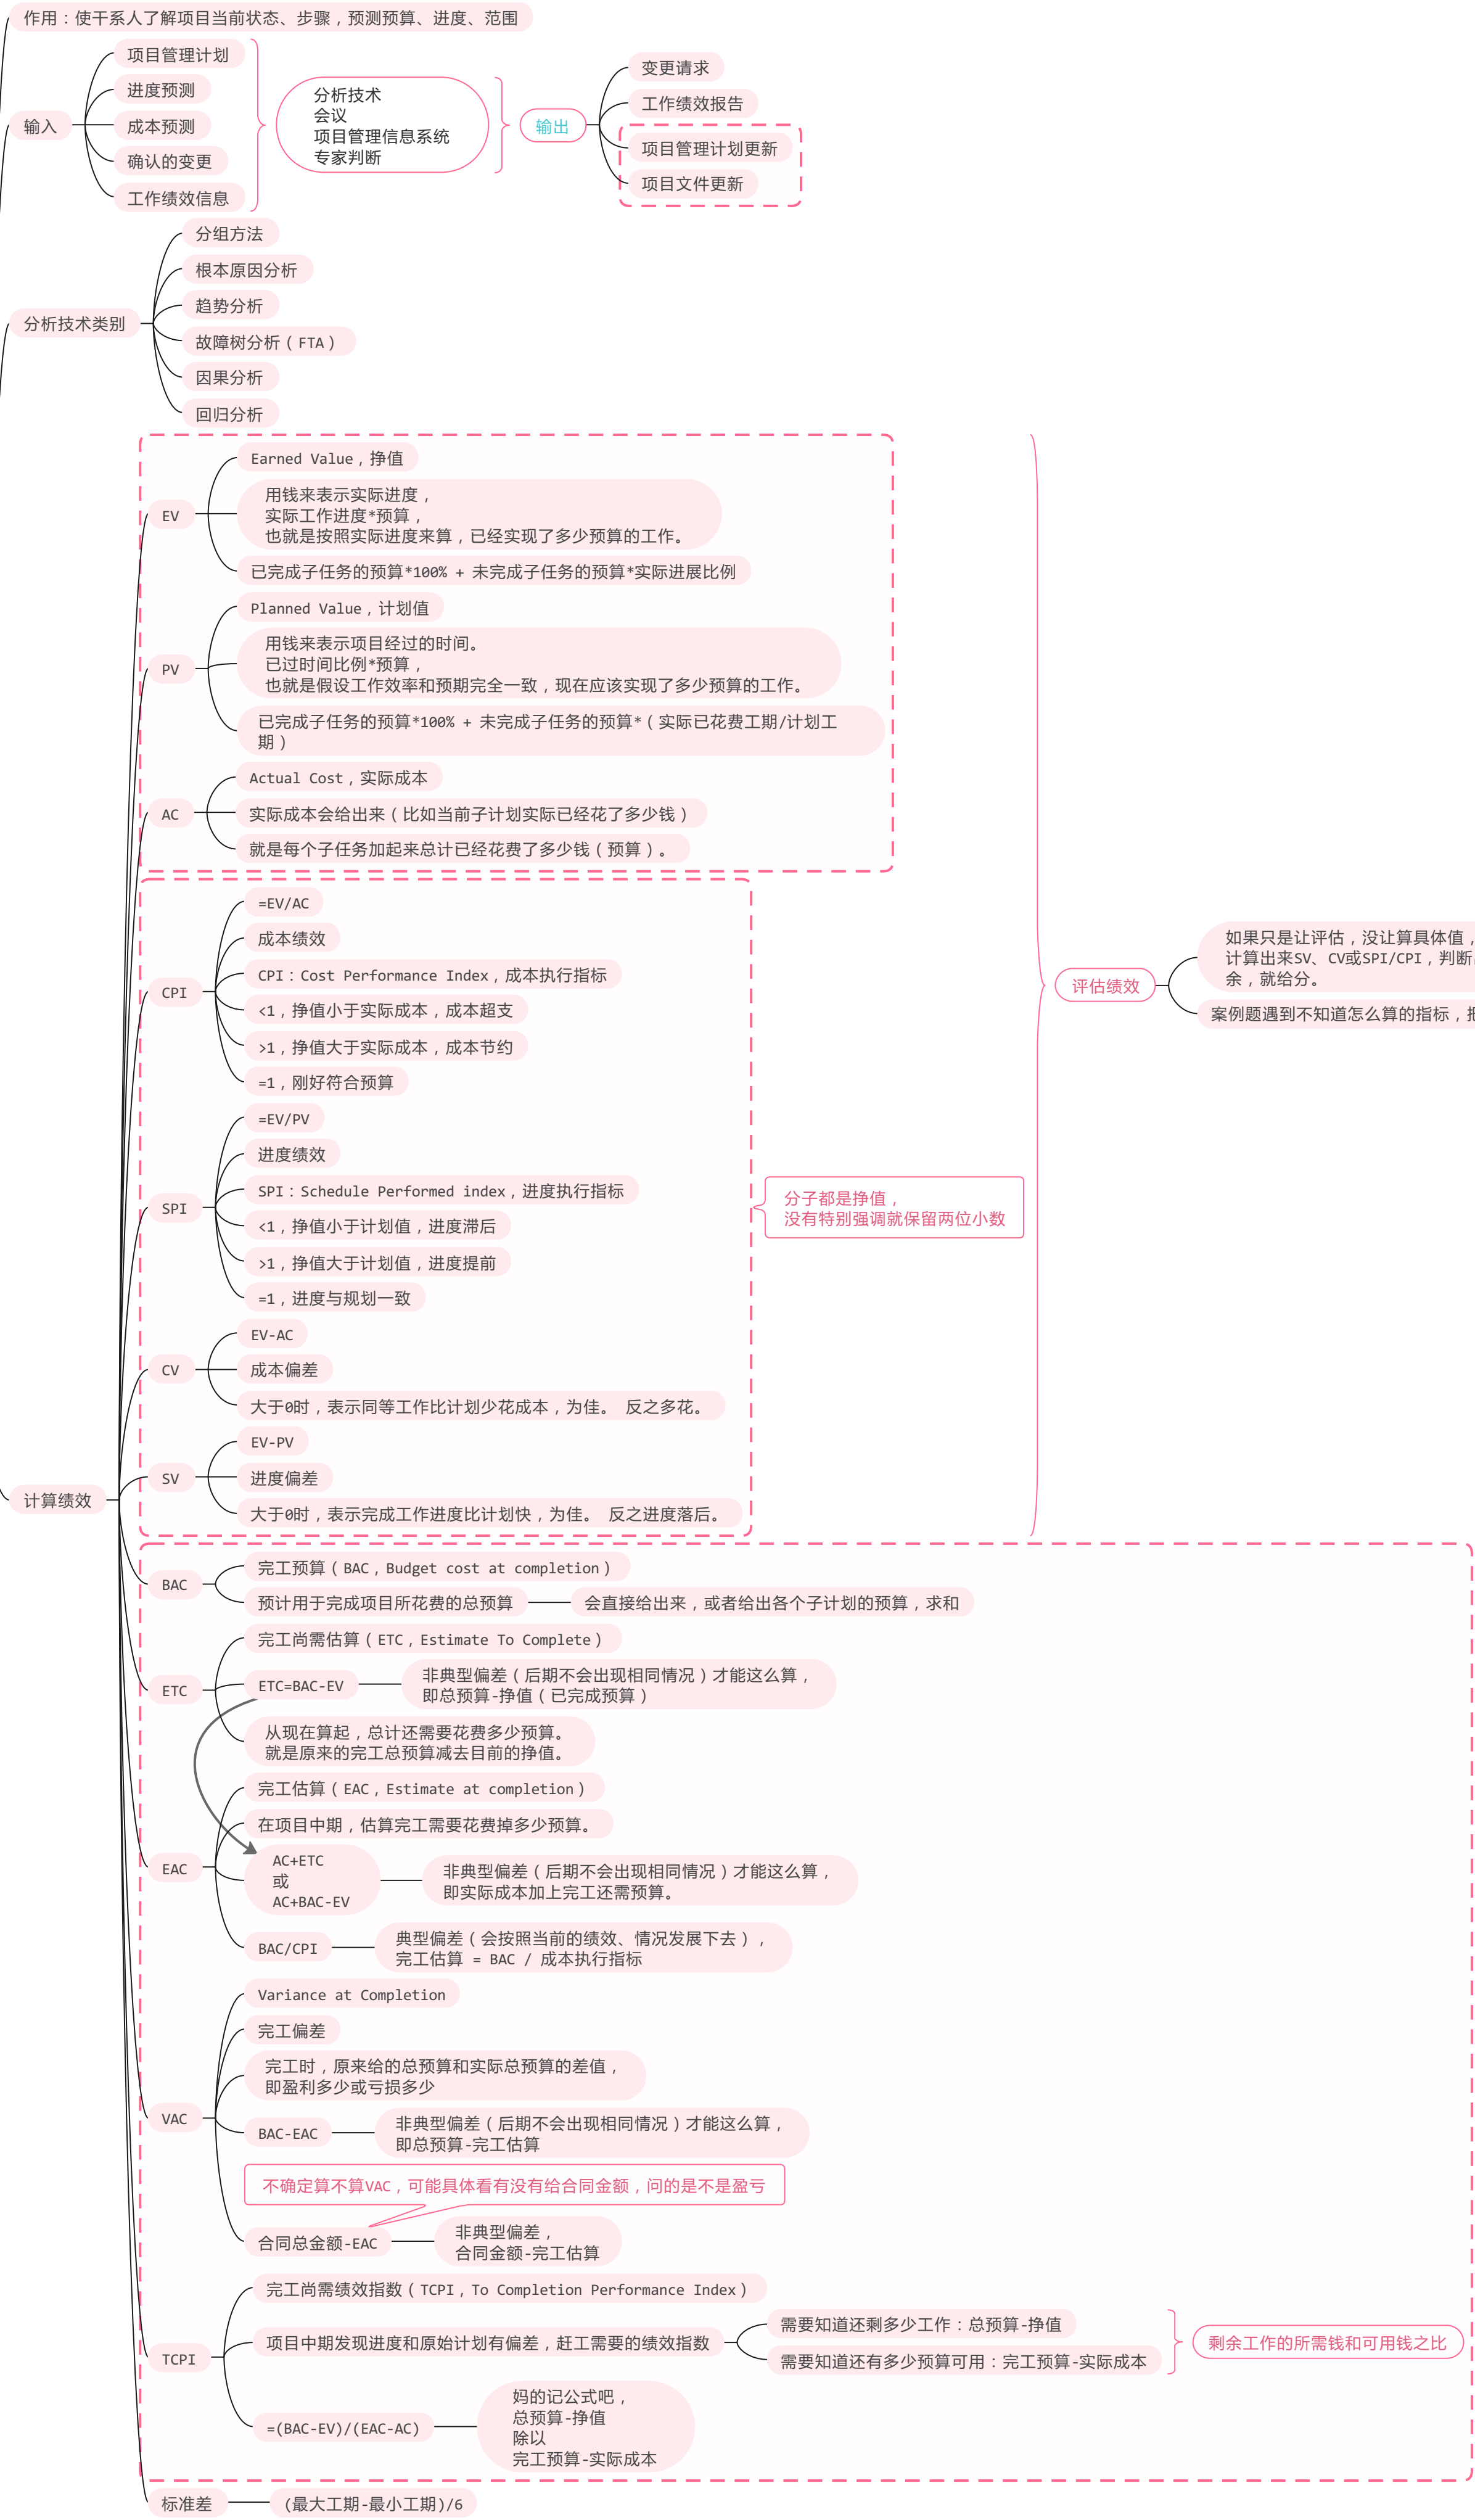 作用：使干系人了解项目当前状态、步骤，预测预算、进度、范围
输入
项目管理计划
进度预测
成本预测
确认的变更
工作绩效信息
分析技术
会议
项目管理信息系统
专家判断
输出
变更请求
工作绩效报告
项目管理计划更新
项目文件更新
分析技术类别
分组方法
根本原因分析
趋势分析
故障树分析（FTA）
因果分析
回归分析
计算绩效
EV
Earned Value，挣值
用钱来表示实际进度，
实际工作进度*预算，
也就是按照实际进度来算，已经实现了多少预算的工作。
已完成子任务的预算*100% + 未完成子任务的预算*实际进展比例
PV
Planned Value，计划值
用钱来表示项目经过的时间。
已过时间比例*预算，
也就是假设工作效率和预期完全一致，现在应该实现了多少预算的工作。
已完成子任务的预算*100% + 未完成子任务的预算*（实际已花费工期/计划工
期）
AC
Actual Cost，实际成本
实际成本会给出来（比如当前子计划实际已经花了多少钱）
就是每个子任务加起来总计已经花费了多少钱（预算）。
CPI
=EV/AC
成本绩效
CPI：Cost Performance Index，成本执行指标
<1，挣值小于实际成本，成本超支
>1，挣值大于实际成本，成本节约
=1，刚好符合预算
SPI
=EV/PV
进度绩效
SPI：Schedule Performed index，进度执行指标
<1，挣值小于计划值，进度滞后
>1，挣值大于计划值，进度提前
=1，进度与规划一致
CV
EV-AC
成本偏差
大于0时，表示同等工作比计划少花成本，为佳。 反之多花。
SV
EV-PV
进度偏差
大于0时，表示完成工作进度比计划快，为佳。 反之进度落后。
分子都是挣值，
没有特别强调就保留两位小数
评估绩效
如果只是让评估，没让算具体值，
计算出来SV、CV或SPI/CPI，判断
余，就给分。
案例题遇到不知道怎么算的指标，
BAC
完工预算（BAC，Budget cost at completion）
预计用于完成项目所花费的总预算
会直接给出来，或者给出各个子计划的预算，求和
ETC
完工尚需估算（ETC，Estimate To Complete）
ETC=BAC-EV
非典型偏差（后期不会出现相同情况）才能这么算，
即总预算-挣值（已完成预算）
从现在算起，总计还需要花费多少预算。
就是原来的完工总预算减去目前的挣值。
EAC
完工估算（EAC，Estimate at completion）
在项目中期，估算完工需要花费掉多少预算。
AC+ETC
或
AC+BAC-EV
非典型偏差（后期不会出现相同情况）才能这么算，
即实际成本加上完工还需预算。
BAC/CPI
典型偏差（会按照当前的绩效、情况发展下去），
完工估算 = BAC / 成本执行指标
VAC
Variance at Completion
完工偏差
完工时，原来给的总预算和实际总预算的差值，
即盈利多少或亏损多少
BAC-EAC
非典型偏差（后期不会出现相同情况）才能这么算，
即总预算-完工估算
不确定算不算VAC，可能具体看有没有给合同金额，问的是不是盈亏
合同总金额-EAC
非典型偏差，
合同金额-完工估算
TCPI
完工尚需绩效指数（TCPI，To Completion Performance Index）
项目中期发现进度和原始计划有偏差，赶工需要的绩效指数
需要知道还剩多少工作：总预算-挣值
需要知道还有多少预算可用：完工预算-实际成本
剩余工作的所需钱和可用钱之比
=(BAC-EV)/(EAC-AC)
妈的记公式吧，
总预算-挣值
除以
完工预算-实际成本
标准差
(最大工期-最小工期)/6